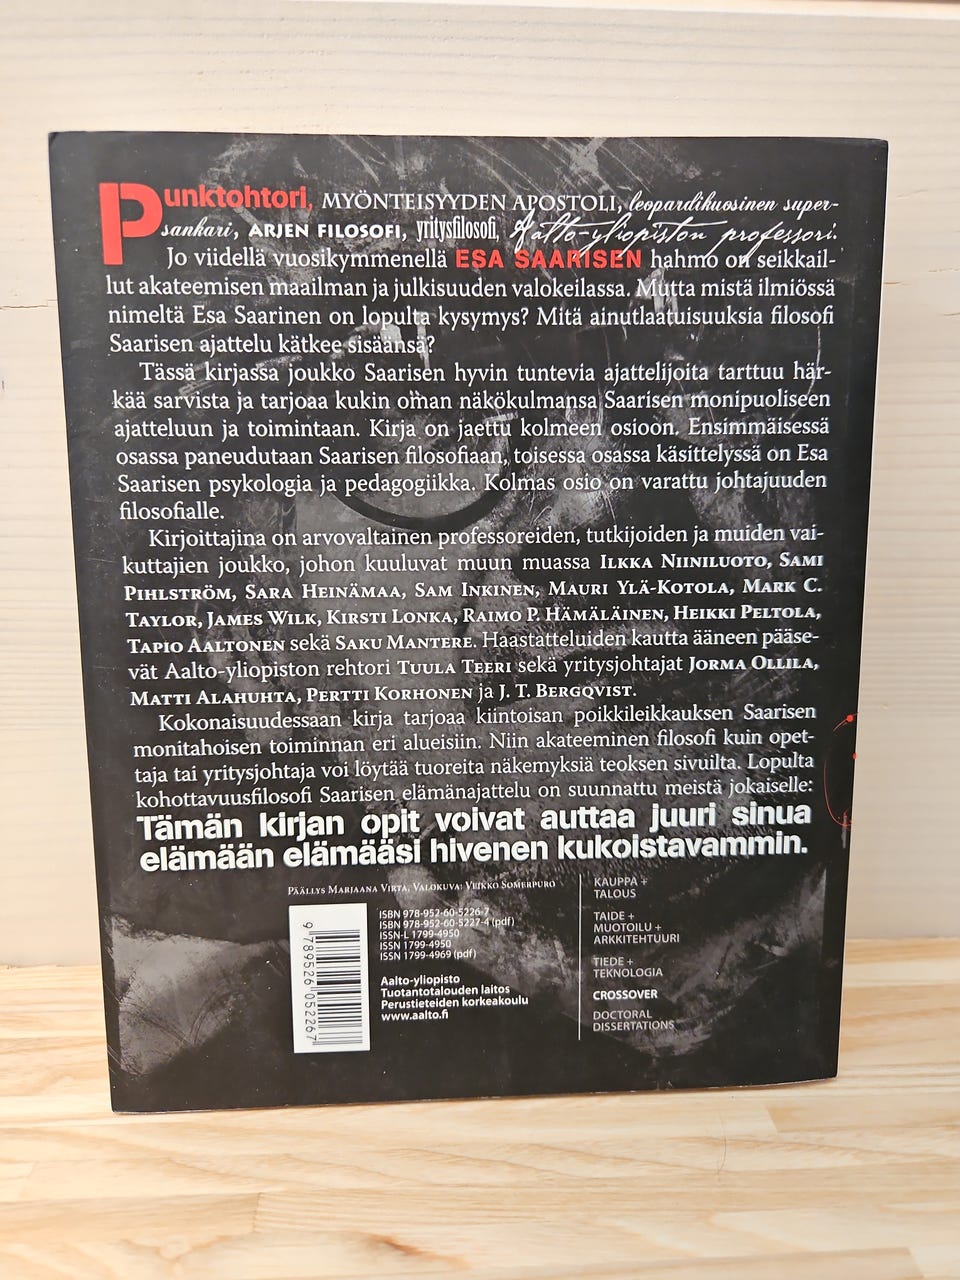 Punktohtori, MYÖNTEISYYDEN APOSTOLI, leopardikuosinen super-
sankari, ARJEN FILOSOFI, yritysfilosofi, Aalto-yliopiston professori.
Jo viidellä vuosikymmenellä ESA SAARISEN hahmo on seikkail-
lut akateemisen maailman ja julkisuuden valokeilassa. Mutta mistä ilmiössä
nimeltä Esa Saarinen on lopulta kysymys? Mitä ainutlaatuisuuksia filosofi
Saarisen ajattelu kätkee sisäänsä?
Tässä kirjassa joukko Saarisen hyvin tuntevia ajattelijoita tarttuu här-
kää sarvista ja tarjoaa kukin oman näkökulmansa Saarisen monipuoliseen
ajatteluun ja toimintaan. Kirja on jaettu kolmeen osioon. Ensimmäisessä
osassa paneudutaan Saarisen filosofiaan, toisessa osassa käsittelyssä on Esa
Saarisen psykologia ja pedagogiikka. Kolmas osio on varattu johtajuuden
filosofialle.
Kirjoittajina on arvovaltainen professoreiden, tutkijoiden ja muiden vai-
kuttajien joukko, johon kuuluvat muun muassa ILKKA NIINILUOTO, SAMI
PIHLSTRÖM, SARA HEINÄMAA, SAM INKINEN, MAURI YLÄ-KOTOLA, MARK C.
TAYLOR, JAMES WILK, KIRSTI LONKA, RAIMO P. HÄMÄLÄINEN, HEIKKI PELTOLA,
TAPIO AALTONEN sekä SAKU MANTERE. Haastatteluiden kautta ääneen pääse-
vät Aalto-yliopiston rehtori TUULA TEERI sekä yritysjohtajat JORMA OLLILA,
MATTI ALAHUHTA, PERTTI KORHONEN ja J. T. BERGQVIST.
Kokonaisuudessaan kirja tarjoaa kiintoisan poikkileikkauksen Saarisen
monitahoisen toiminnan eri alueisiin. Niin akateeminen filosofi kuin opet-
taja tai yritysjohtaja voi löytää tuoreita näkemyksiä teoksen sivuilta. Lopulta
kohottavuusfilosofi Saarisen elämänajattelu on suunnattu meistä jokaiselle:
Tämän kirjan opit voivat auttaa juuri sinua
elämään elämääsi hivenen kukoistavammin.
PÄÄLLYS MARJAANA VIRTA, VALOKUVA: VEIKKO SOMERPURO
ISBN 978-952-60-5226-7
ISBN 978-952-60-5227-4 (pdf)
ISSN-L 1799-4950
ISSN 1799-4950
ISSN 1799-4969 (pdf)
Aalto-yliopisto
Tuotantotalouden laitos
Perustieteiden korkeakoulu
www.aalto.fi
9 789526 052267
KAUPPA +
TALOUS
TAIDE +
MUOTOILU +
ARKKITEHTUURI
TIEDE +
TEKNOLOGIA
CROSSOVER
DOCTORAL
DISSERTATIONS